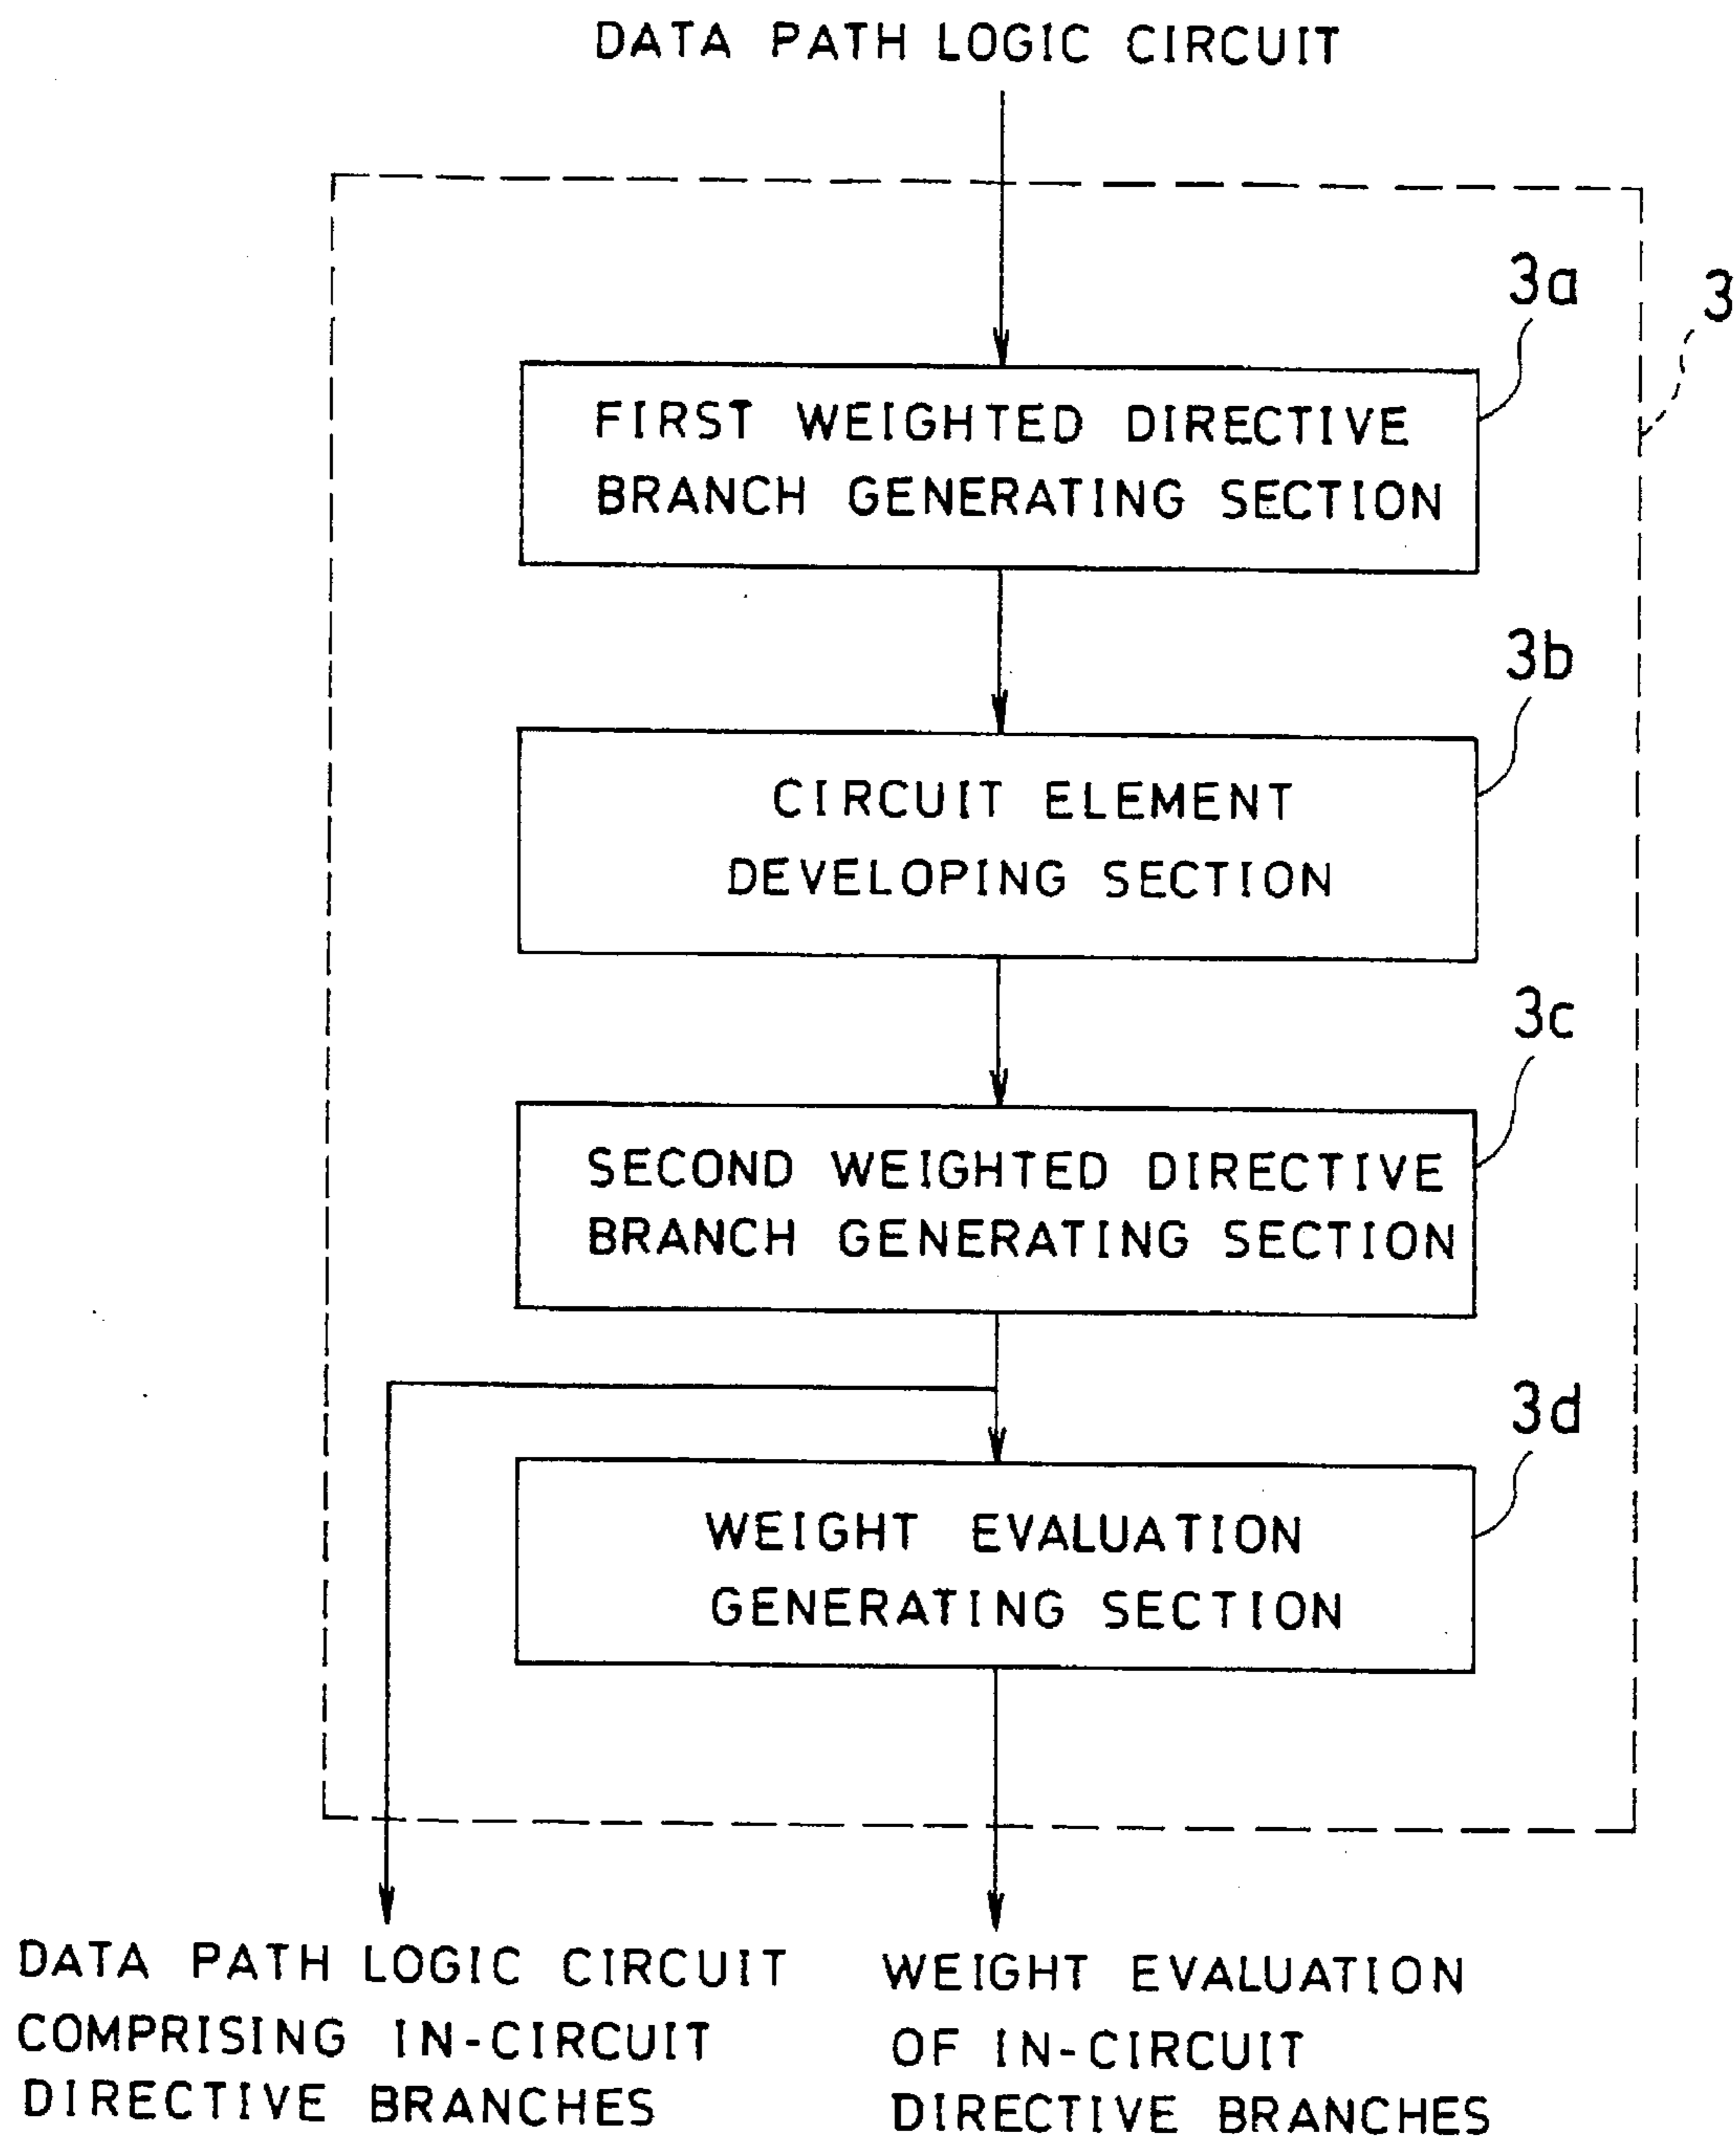 DATA PATH LOGIC CIRCUIT
3a
3
FIRST WEIGHTED DIRECTIVE
BRANCH GENERATING SECTION
3b
CIRCUIT ELEMENT
DEVELOPING SECTION
3c
SECOND WEIGHTED DIRECTIVE
BRANCH GENERATING SECTION
3d
WEIGHT EVALUATION
GENERATING SECTION
DATA PATH LOGIC CIRCUIT
COMPRISING IN-CIRCUIT
DIRECTIVE BRANCHES
WEIGHT EVALUATION
OF IN-CIRCUIT
DIRECTIVE BRANCHES